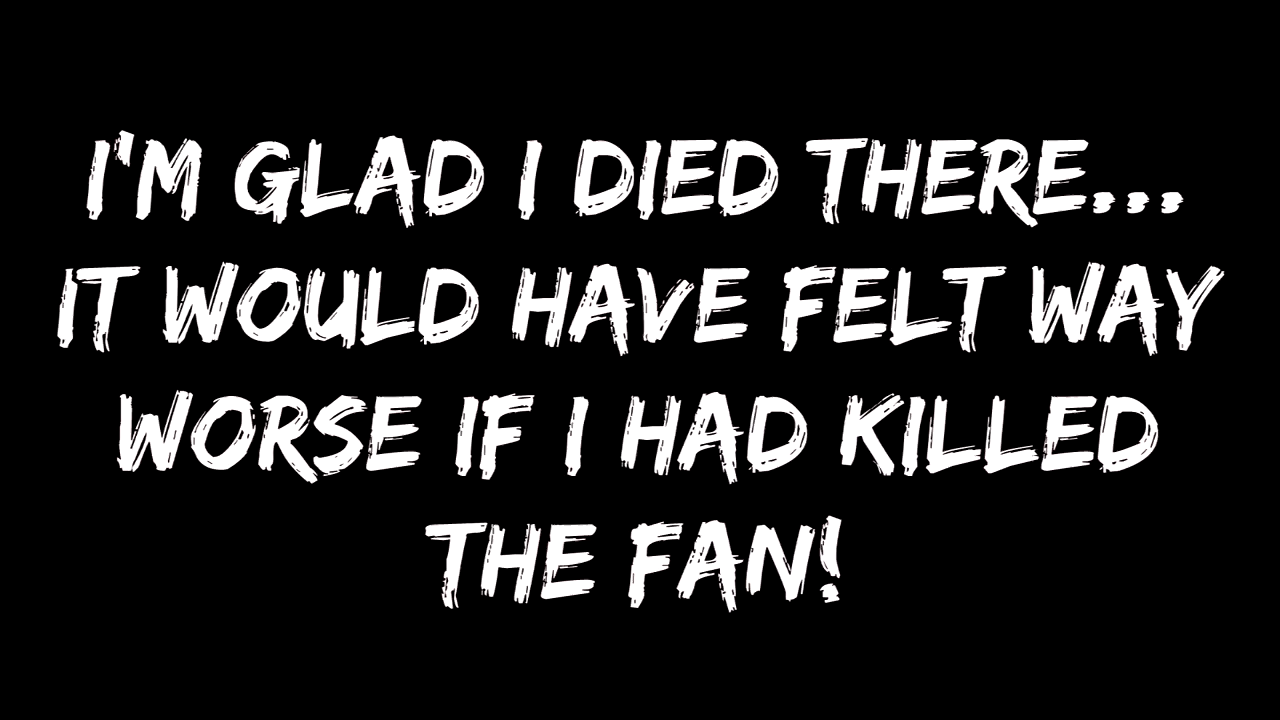 I'M GLAD I DIED THERE...
IT WOULD HAVE FELT WAY
WORSE IF I HAD KILLED
THE FAN!